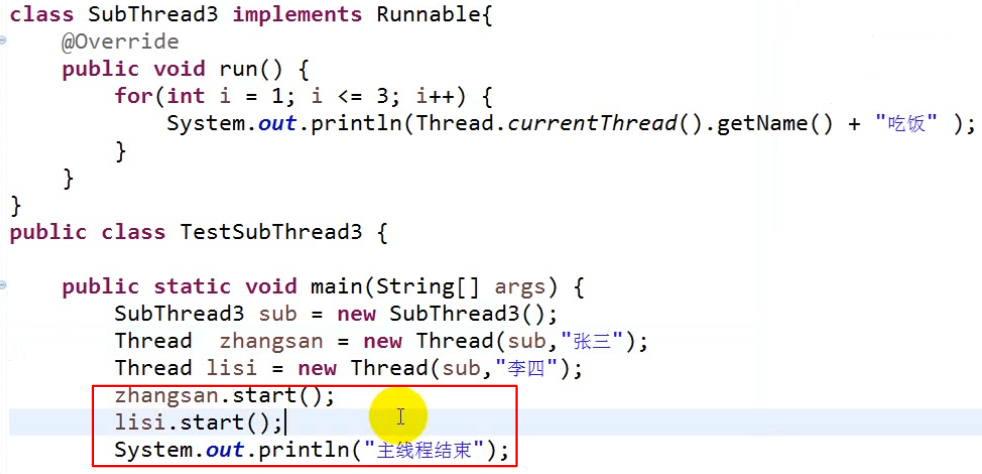 class SubThread3 implements Runnable{
    @Override
    public void run() {
        for(int i = 1; i <= 3; i++) {
            System.out.println(Thread.currentThread().getName() + "吃饭" );
        }
    }
}
public class TestSubThread3 {
    public static void main(String[] args) {
        SubThread3 sub = new SubThread3();
        Thread  zhangsan = new Thread(sub,"张三");
        Thread lisi = new Thread(sub,"李四");
        zhangsan.start();
        lisi.start();
        System.out.println("主线程结束");